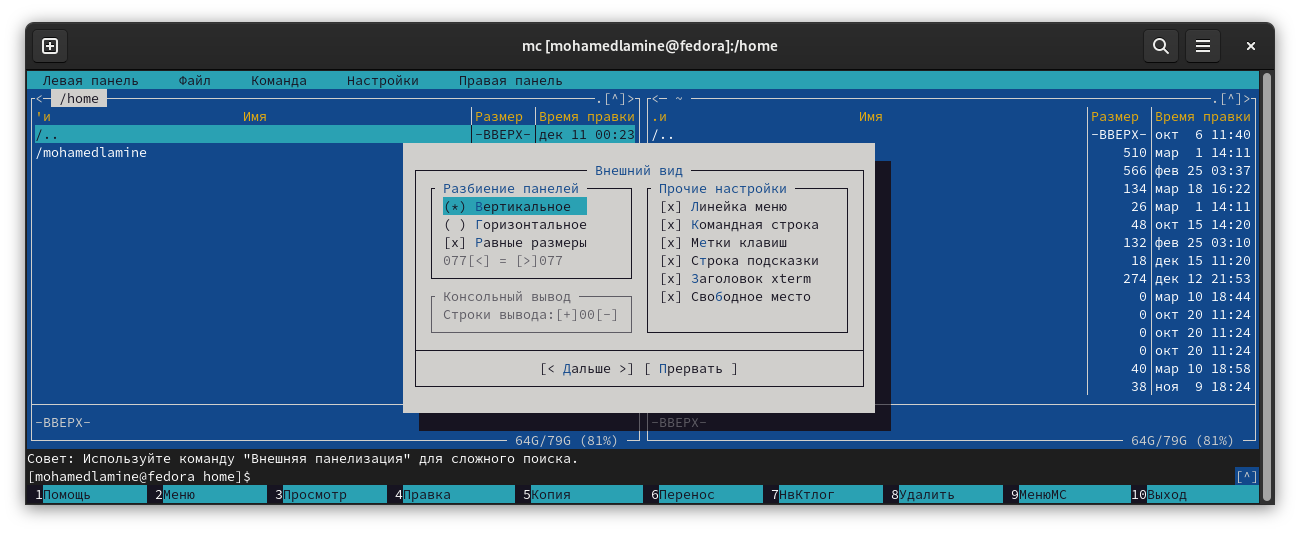 mc [mohamedlamine@fedora]:/home
Левая панель Файл Команда Настройки Правая панель
<─ /home .[^]> <─ ~ .[^]>
'и Имя Размер Время правки .и Имя Размер Время правки
/.. -ВВЕРХ- дек 11 00:23 /.. -ВВЕРХ- окт 6 11:40
/mohamedlamine 510 мар 1 14:11
Внешний вид 566 фев 25 03:37
Разбиение панелей Прочие настройки 134 мар 18 16:22
(*) Вертикальное [x] Линейка меню 26 мар 1 14:11
( ) Горизонтальное [x] Командная строка 48 окт 15 14:20
[x] Равные размеры [x] Метки клавиш 132 фев 25 03:10
077[<] = [>]077 [x] Строка подсказки 18 дек 15 11:20
[x] Заголовок xterm 274 дек 12 21:53
Консольный вывод [x] Свободное место 0 мар 10 18:44
Строки вывода:[+]00[-] 0 окт 20 11:24
0 окт 20 11:24
0 окт 20 11:24
[< Дальше >] [ Прервать ] 40 мар 10 18:58
38 ноя 9 18:24
-ВВЕРХ- -ВВЕРХ-
64G/79G (81%) 64G/79G (81%)
Совет: Используйте команду "Внешняя панелизация" для сложного поиска.
[mohamedlamine@fedora home]$ [^]
1Помощь 2Меню 3Просмотр 4Правка 5Копия 6Перенос 7НвКтлог 8Удалить 9МенюMC 10Выход